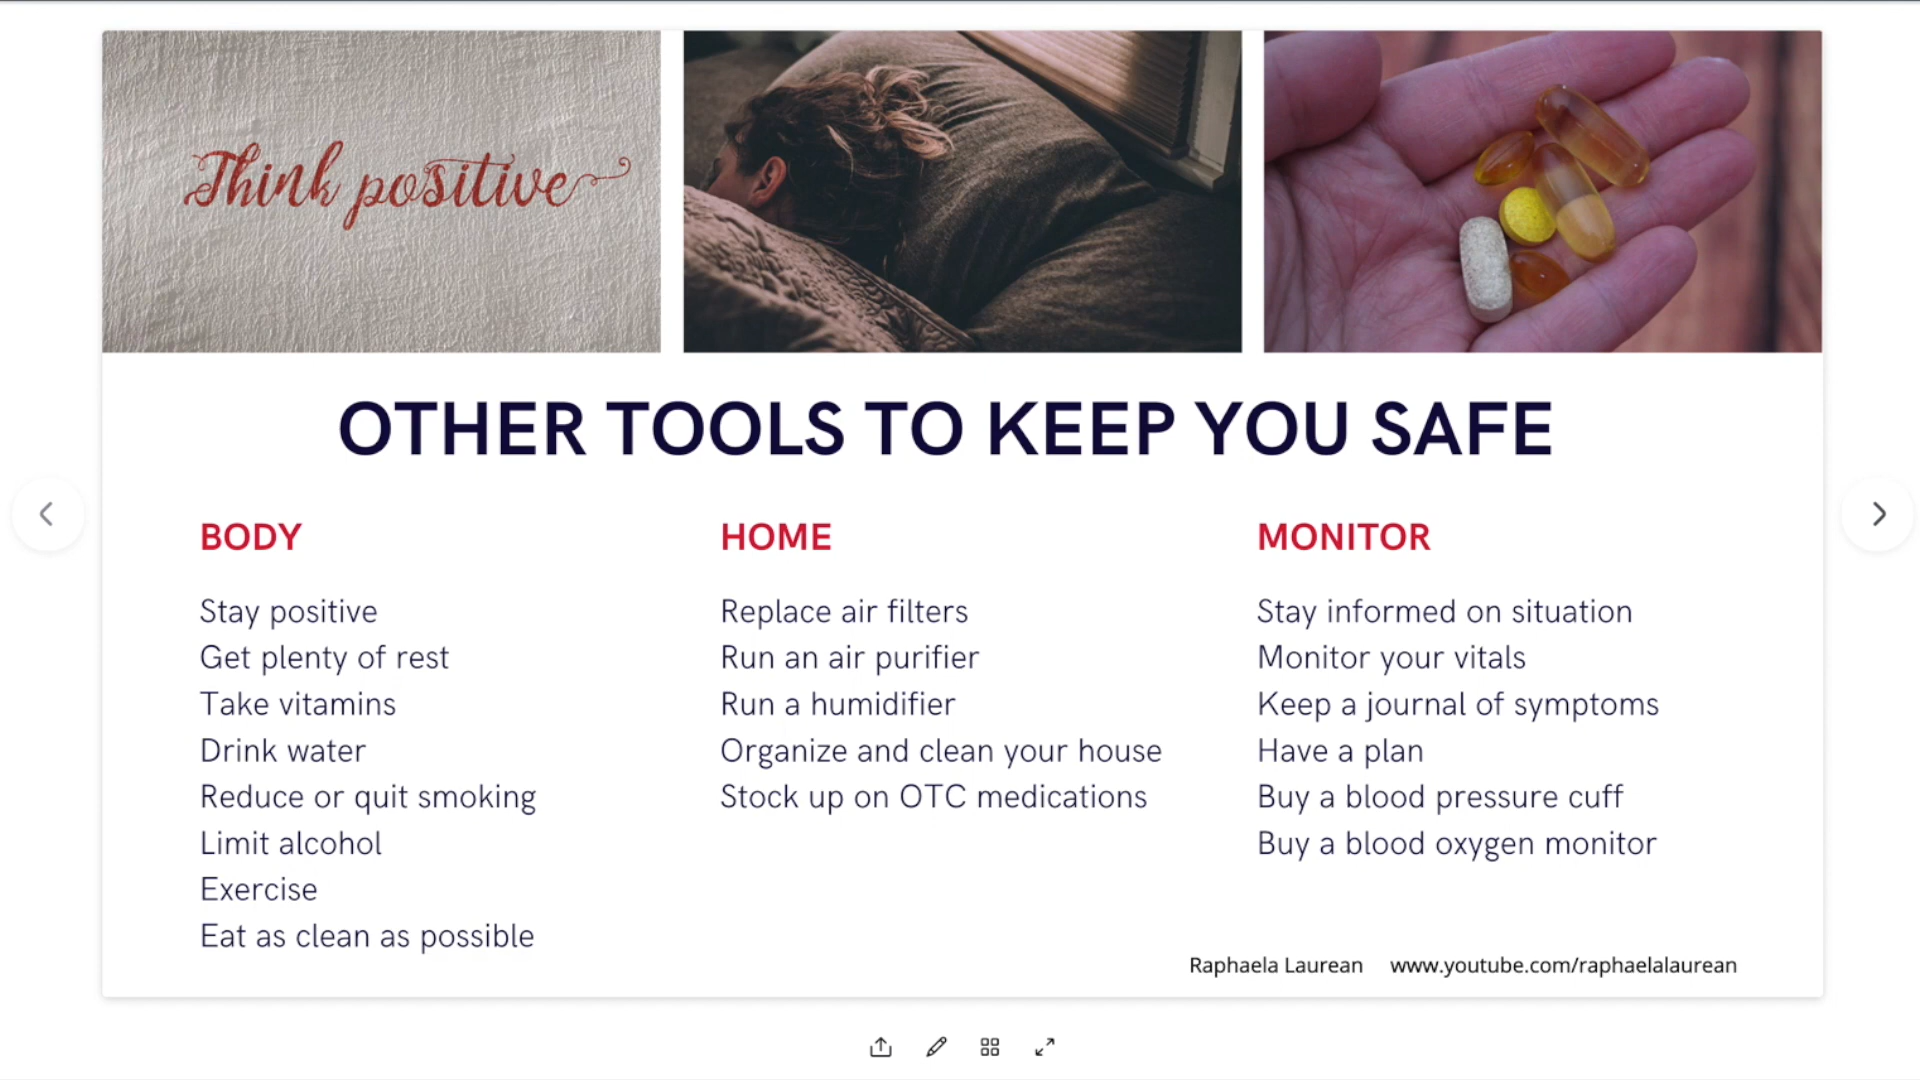 Think positive
OTHER TOOLS TO KEEP YOU SAFE
BODY
Stay positive
Get plenty of rest
Take vitamins
Drink water
Reduce or quit smoking
Limit alcohol
Exercise
Eat as clean as possible
HOME
Replace air filters
Run an air purifier
Run a humidifier
Organize and clean your house
Stock up on OTC medications
MONITOR
Stay informed on situation
Monitor your vitals
Keep a journal of symptoms
Have a plan
Buy a blood pressure cuff
Buy a blood oxygen monitor
Raphaela Laurean www.youtube.com/raphaelalaurean